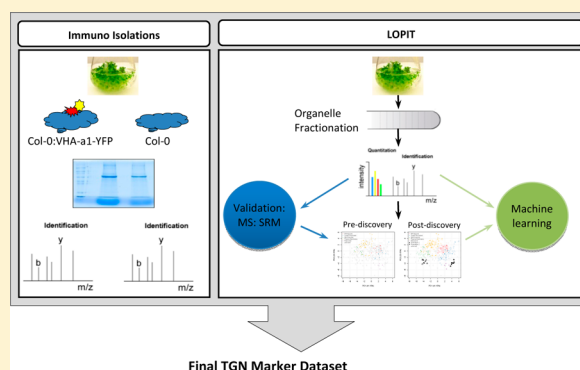 Immuno Isolations
Col-0:VHA-a1-YFP
Col-0
Identification
Identification
y
b
m/z
y
b
m/z
LOPIT
Organelle
Fractionation
Quantitation
Identification
intensity
y
b
m/z
Validation:
MS: SRM
Pre-discovery
Post-discovery
Machine
learning
Final TGN Marker Dataset